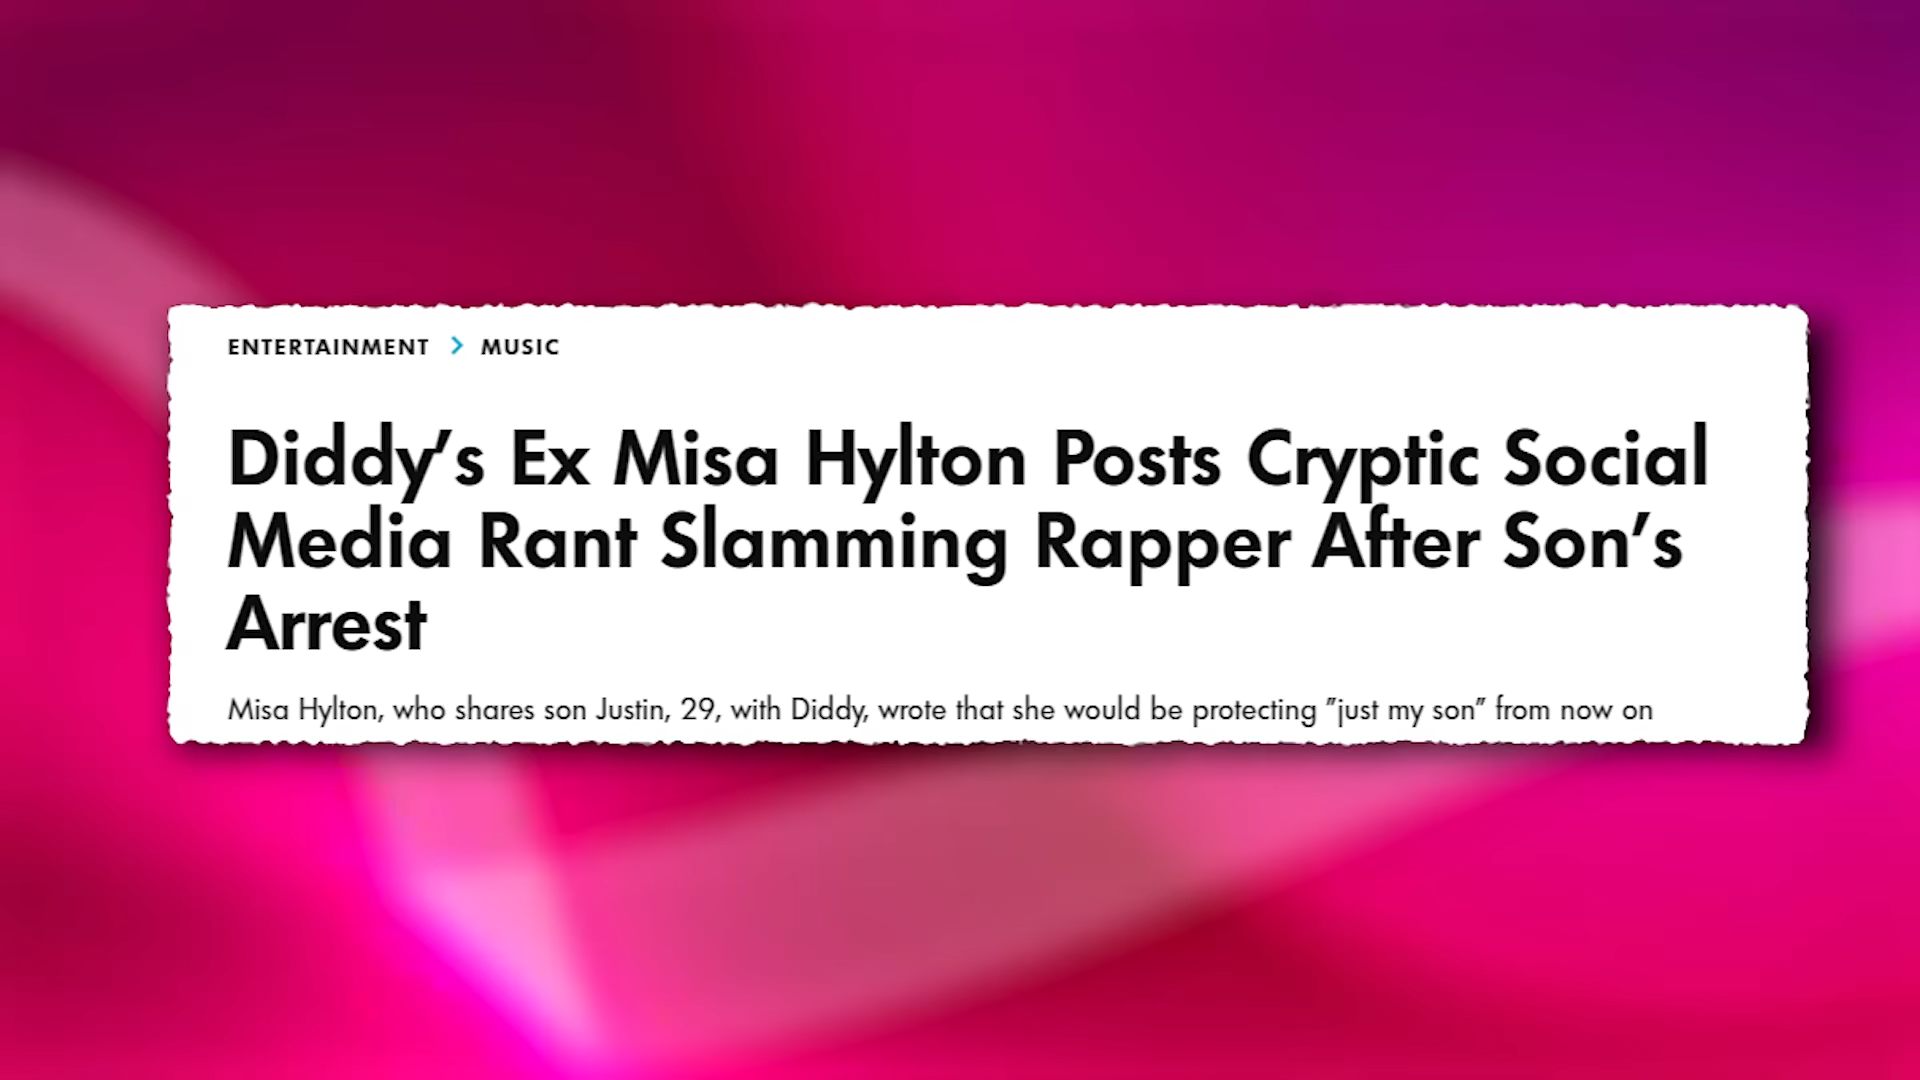 ENTERTAINMENT > MUSIC
Diddy’s Ex Misa Hylton Posts Cryptic Social
Media Rant Slamming Rapper After Son’s
Arrest
Misa Hylton, who shares son Justin, 29, with Diddy, wrote that she would be protecting "just my son" from now on